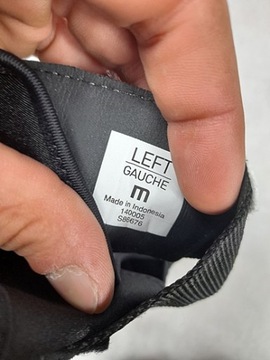 LEFT
GAUCHE
m
Made in Indonesia
140005
S86676